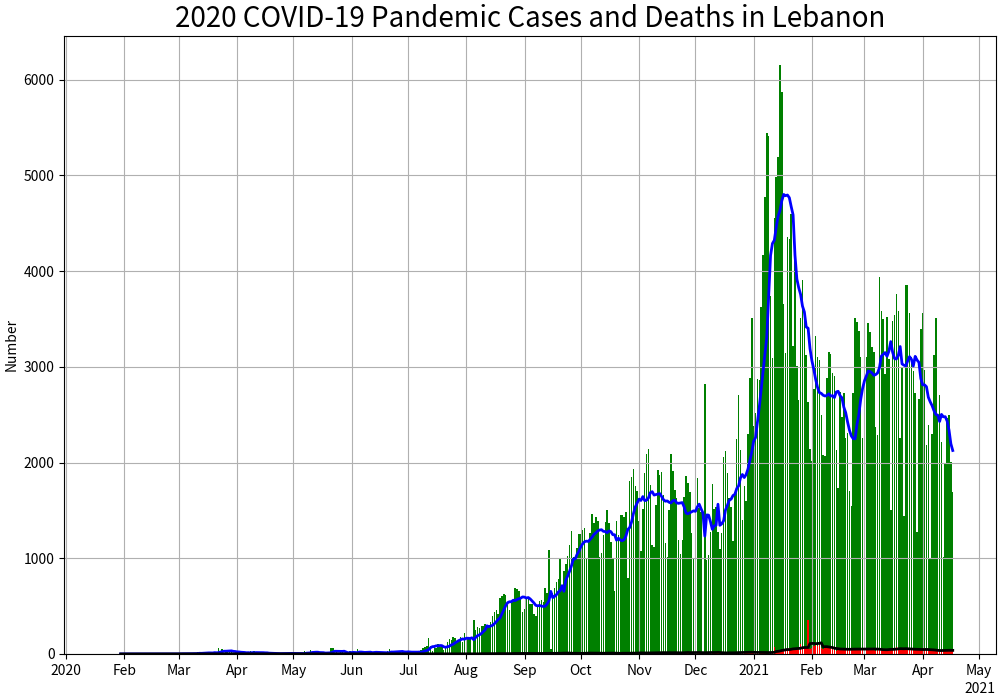 2020 COVID-19 Pandemic Cases and Deaths in Lebanon
Number
6000
5000
4000
3000
2000
1000
0
2020 Feb Mar Apr May Jun Jul Aug Sep Oct Nov Dec 2021 Feb Mar Apr May
2021